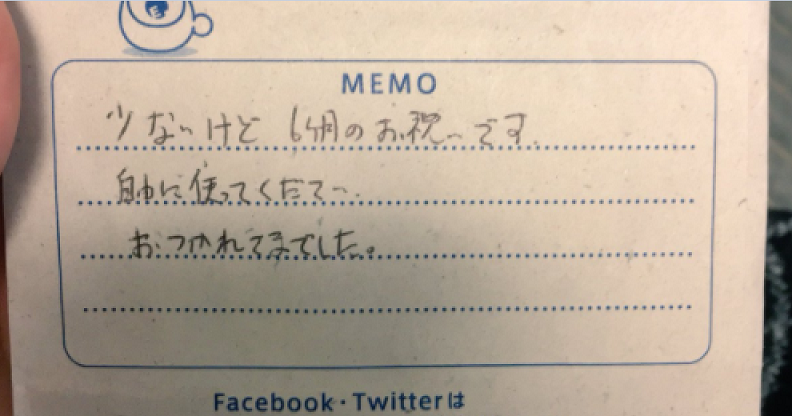 MEMO
少ないけど 6ヶ月のお祝いです.
自由に使ってください.
おつかれさまでした。
Facebook・Twitterは